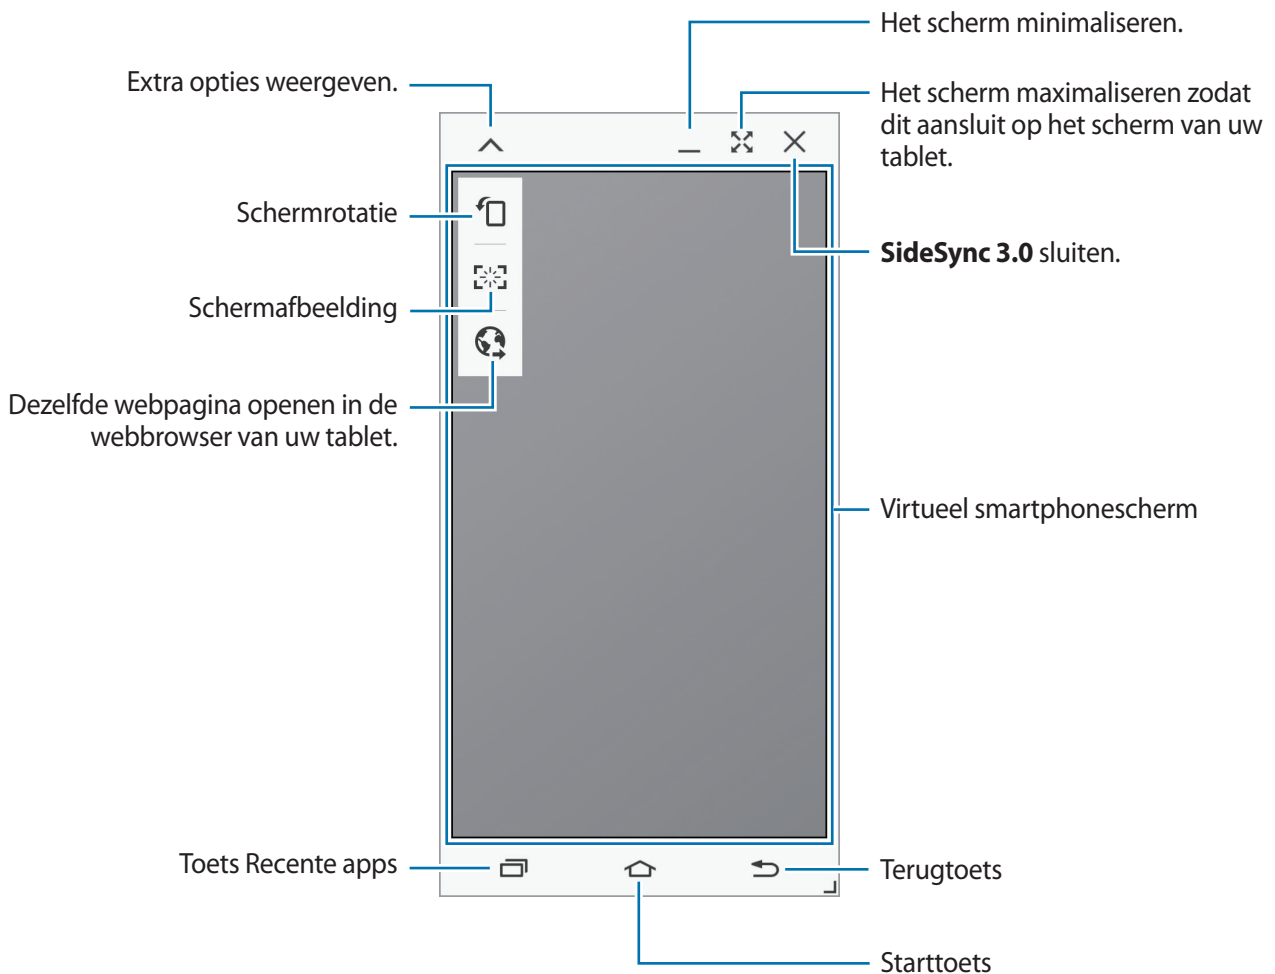 Het scherm minimaliseren.
Extra opties weergeven.
Het scherm maximaliseren zodat
dit aansluit op het scherm van uw
tablet.
Schermrotatie
SideSync 3.0 sluiten.
Schermafbeelding
Dezelfde webpagina openen in de
webbrowser van uw tablet.
Virtueel smartphonescherm
Toets Recente apps
Terugtoets
Starttoets